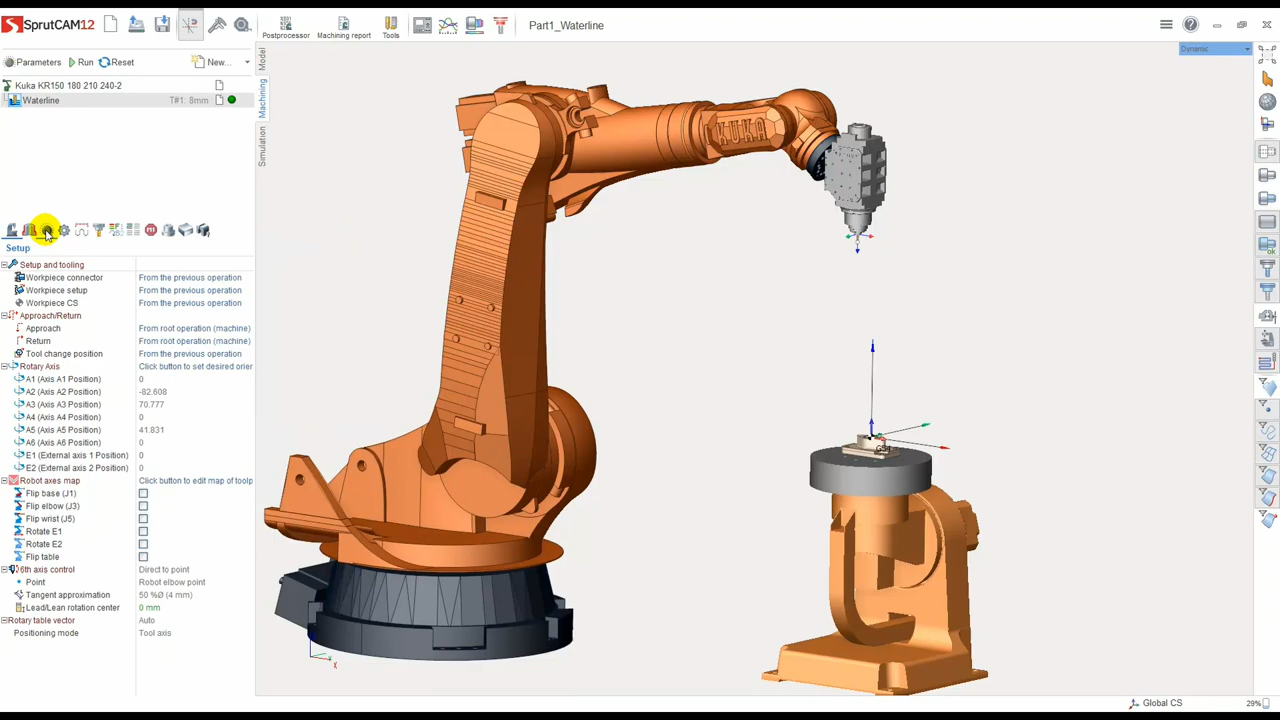 SprutCAM12
Postprocessor
Machining report
Tools
Part1_Waterline
Parameters
Run
Reset
New...
Kuka KR150 180 210 240-2
Waterline
T#1: 8mm
Model
Machining
Simulation
Dynamic
KUKA
Setup
Setup and tooling
Workpiece connector From the previous operation
Workpiece setup From the previous operation
Workpiece CS From the previous operation
Approach/Return
Approach From root operation (machine)
Return From root operation (machine)
Tool change position From the previous operation
Rotary Axis Click button to set desired orier
A1 (Axis A1 Position) 0
A2 (Axis A2 Position) -82.608
A3 (Axis A3 Position) 70.777
A4 (Axis A4 Position) 0
A5 (Axis A5 Position) 41.831
A6 (Axis A6 Position) 0
E1 (External axis 1 Position) 0
E2 (External axis 2 Position) 0
Robot axes map Click button to edit map of toolp
Flip base (J1)
Flip elbow (J3)
Flip wrist (J5)
Rotate E1
Rotate E2
Flip table
6th axis control Direct to point
Point Robot elbow point
Tangent approximation 50 %Ø (4 mm)
Lead/Lean rotation center 0 mm
Rotary table vector Auto
Positioning mode Tool axis
G54
X
Global CS
29%